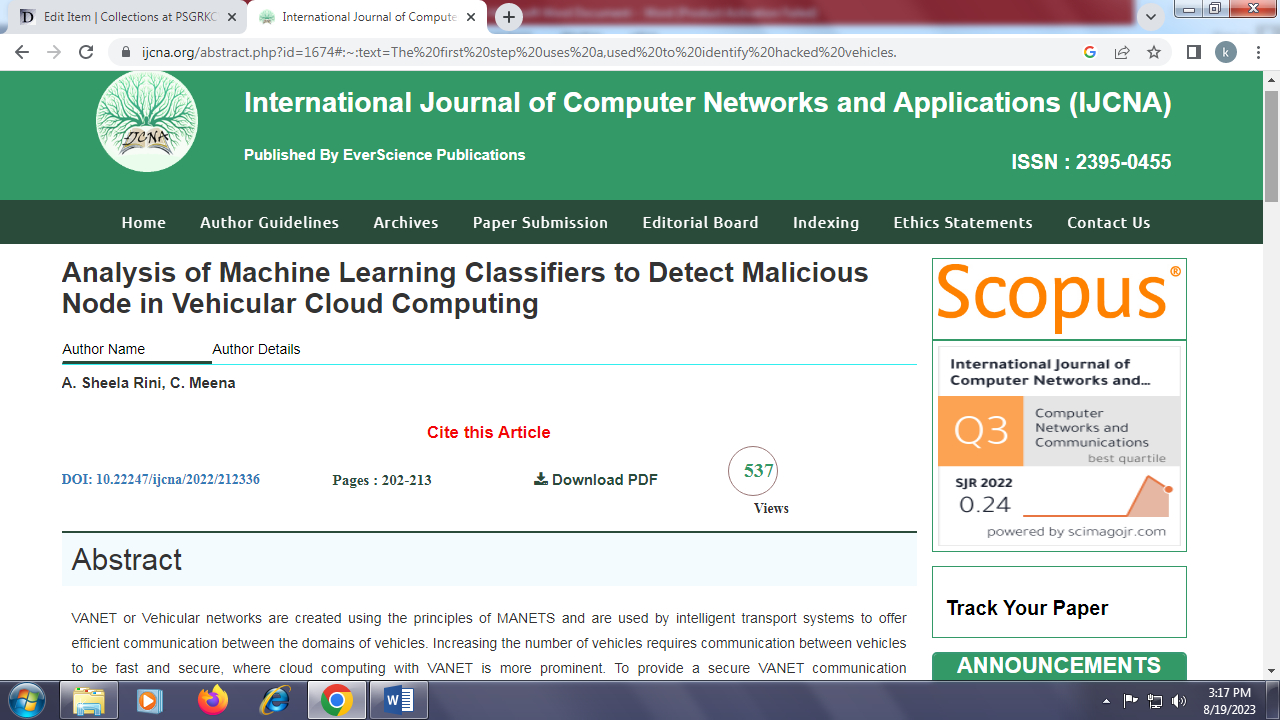 Edit Item | Collections at PSGRKC
International Journal of Compute
ijcna.org/abstract.php?id=1674#:~:text=The%20first%20step%20uses%20a,used%20to%20identify%20hacked%20vehicles.
k
IJCNA
International Journal of Computer Networks and Applications (IJCNA)
Published By EverScience Publications
ISSN : 2395-0455
Home Author Guidelines Archives Paper Submission Editorial Board Indexing Ethics Statements Contact Us
Analysis of Machine Learning Classifiers to Detect Malicious
Node in Vehicular Cloud Computing
Author Name Author Details
A. Sheela Rini, C. Meena
Cite this Article
DOI: 10.22247/ijcna/2022/212336
Pages : 202-213
Download PDF
537
Views
Abstract
VANET or Vehicular networks are created using the principles of MANETS and are used by intelligent transport systems to offer
efficient communication between the domains of vehicles. Increasing the number of vehicles requires communication between vehicles
to be fast and secure, where cloud computing with VANET is more prominent. To provide a secure VANET communication
Scopus®
International Journal of
Computer Networks and...
Q3
Computer
Networks and
Communications
best quartile
SJR 2022
0.24
powered by scimagojr.com
Track Your Paper
ANNOUNCEMENTS
3:17 PM
8/19/2023